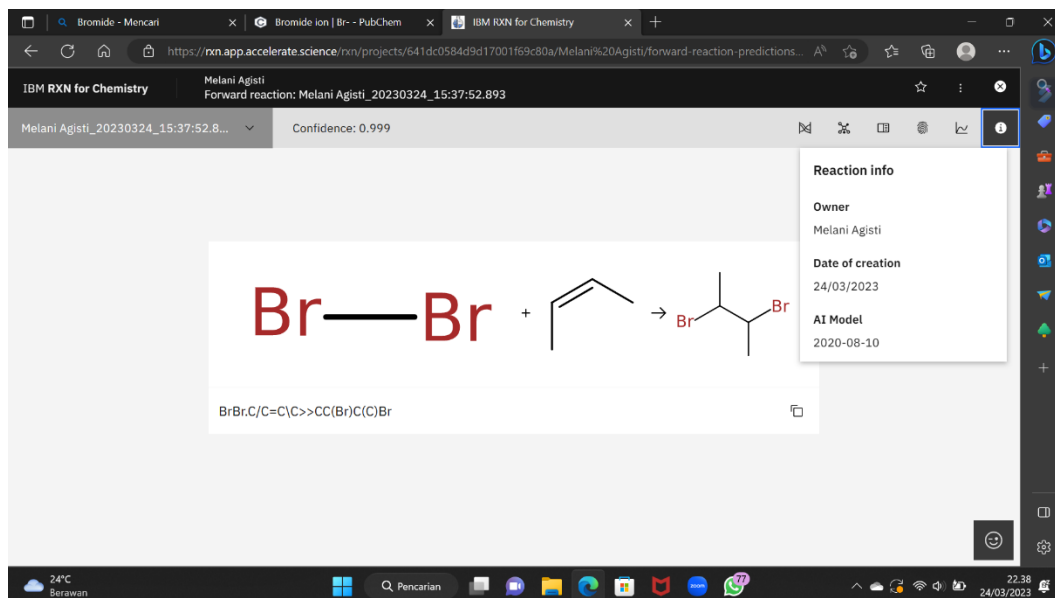 Bromide - Mencari
Bromide ion | Br- - PubChem
IBM RXN for Chemistry
https://rxn.app.accelerate.science/rxn/projects/641dc0584d9d17001f69c80a/Melani%20Agisti/forward-reaction-predictions...
IBM RXN for Chemistry
Melani Agisti
Forward reaction: Melani Agisti_20230324_15:37:52.893
Melani Agisti_20230324_15:37:52.8...
Confidence: 0.999
Reaction info
Owner
Melani Agisti
Date of creation
24/03/2023
AI Model
2020-08-10
Br Br + → Br Br
BrBr.C/C=C\C>>CC(Br)C(C)Br
24°C
Berawan
Pencarian
zoom
77
22.38
24/03/2023